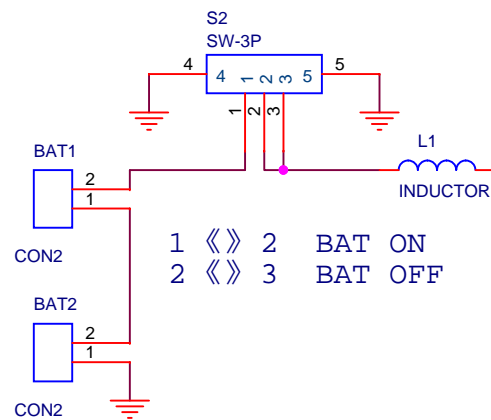 S2
SW-3P
4 4 1 2 3 5 5
1 2 3
L1
INDUCTOR
BAT1
2
1
CON2
1 《》 2 BAT ON
2 《》 3 BAT OFF
BAT2
2
1
CON2